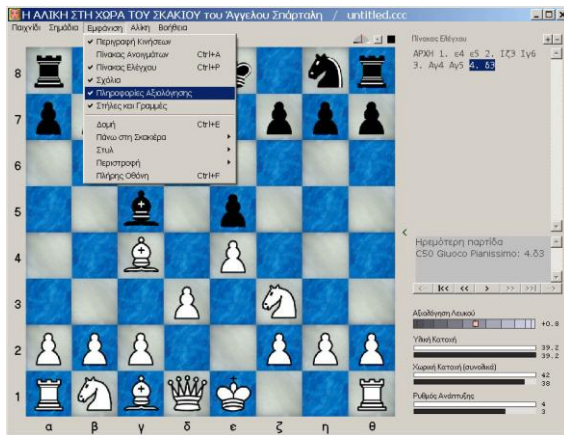 Η ΑΛΙΚΗ ΣΤΗ ΧΩΡΑ ΤΟΥ ΣΚΑΚΙΟΥ του Άγγελου Σπάρταλη / untitled.ccc
Παιχνίδι Σημάδια Εμφάνιση Αλίκη Βοήθεια
Περιγραφή Κινήσεων
Πίνακας Ανοιγμάτων Ctrl+A
Πίνακας Ελέγχου Ctrl+P
Σχόλια
Πληροφορίες Αξιολόγησης
Στήλες και Γραμμές
Δομή Ctrl+E
Πάνω στη Σκακιέρα
Στυλ
Περιστροφή
Πλήρης Οθόνη Ctrl+F
8
7
6
5
4
3
2
1
α β γ δ ε ζ η θ
Πίνακας Ελέγχου
ΑΡΧΗ 1. ε4 ε5 2. Ιζ3 Ιγ6
3. Αγ4 Αγ5 4. δ3
Ηρεμότερη παρτίδα
C50 Giuoco Pianissimo: 4.δ3
Αξιολόγηση Λευκού
+0.8
Υλική Κατοχή
39.2
39.2
Χωρική Κατοχή (συνολικά)
42
38
Ρυθμός Ανάπτυξης
4
3